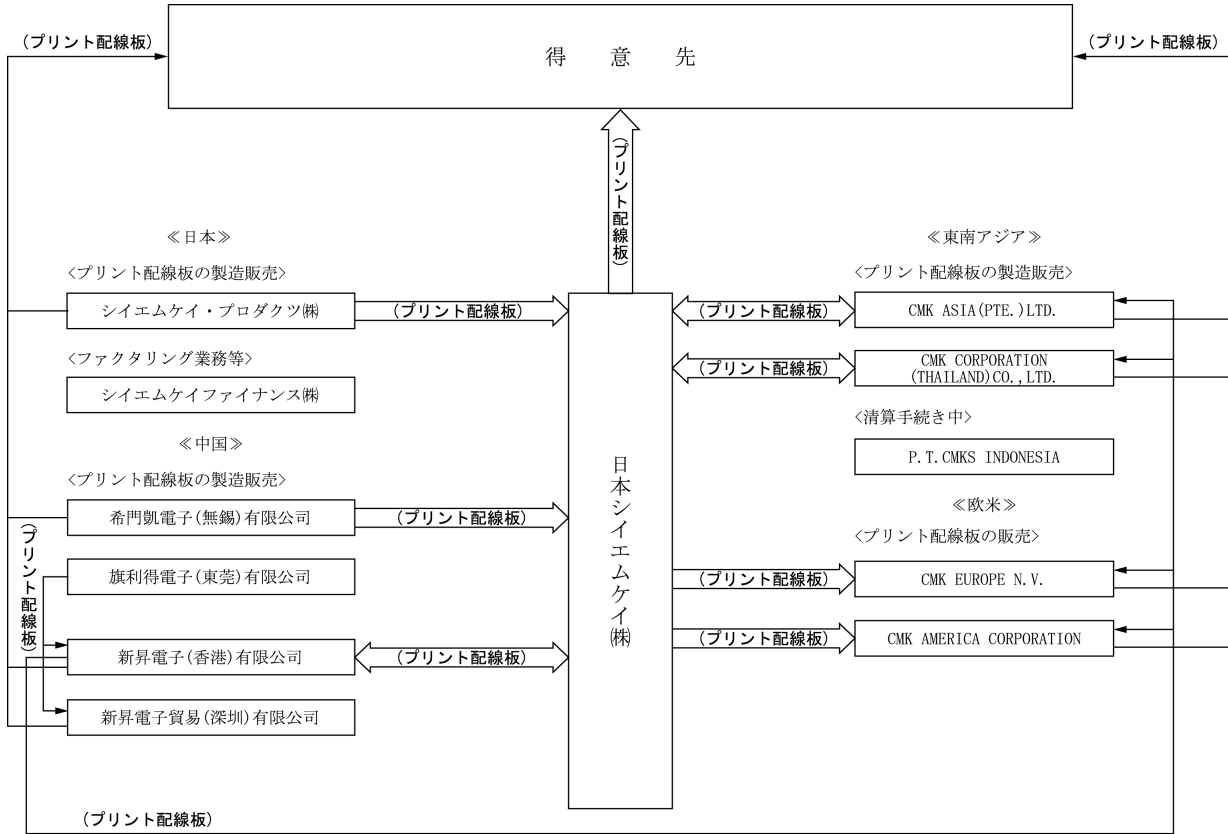 (プリント配線板)
得意先
(プリント配線板)
(プリント配線板)
≪日本≫
<プリント配線板の製造販売>
シイエムケイ・プロダクツ㈱
(プリント配線板)
<ファクタリング業務等>
シイエムケイファイナンス㈱
≪中国≫
<プリント配線板の製造販売>
希門凱電子(無錫)有限公司
(プリント配線板)
(プリント配線板)
旗利得電子(東莞)有限公司
新昇電子(香港)有限公司
(プリント配線板)
新昇電子貿易(深圳)有限公司
(プリント配線板)
日本シイエムケイ㈱
≪東南アジア≫
<プリント配線板の製造販売>
(プリント配線板)
CMK ASIA(PTE.)LTD.
(プリント配線板)
CMK CORPORATION
(THAILAND)CO.,LTD.
<清算手続き中>
P.T.CMKS INDONESIA
≪欧米≫
<プリント配線板の販売>
(プリント配線板)
CMK EUROPE N.V.
(プリント配線板)
CMK AMERICA CORPORATION